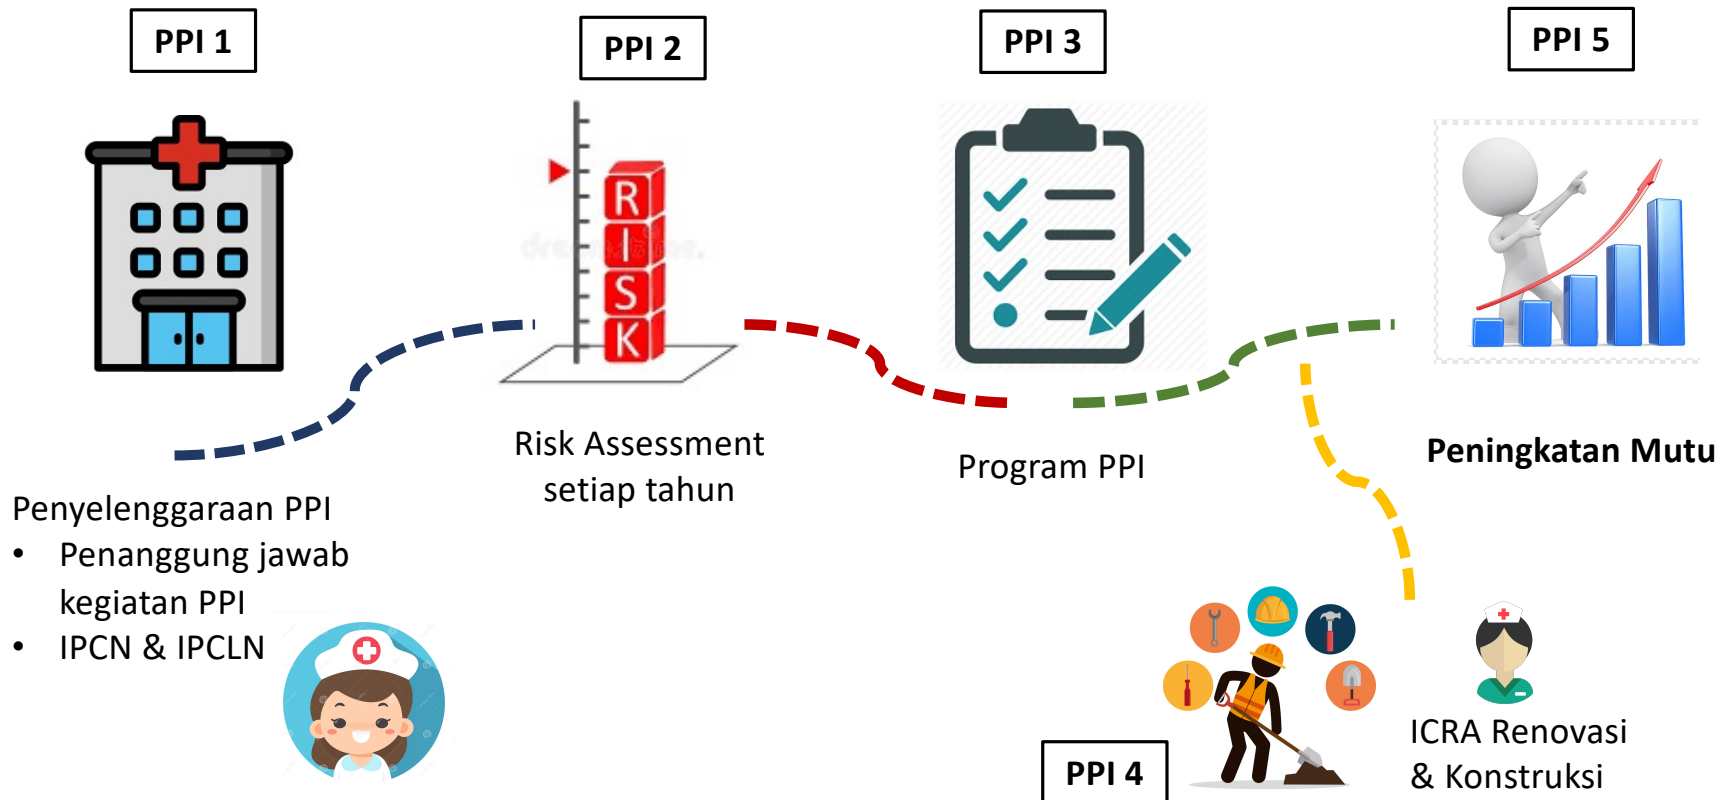 PPI 1
PPI 2
PPI 3
PPI 5
R
I
S
K
dreamstime.
Penyelenggaraan PPI
• Penanggung jawab
kegiatan PPI
• IPCN & IPCLN
Risk Assessment
setiap tahun
Program PPI
Peningkatan Mutu
PPI 4
ICRA Renovasi
& Konstruksi